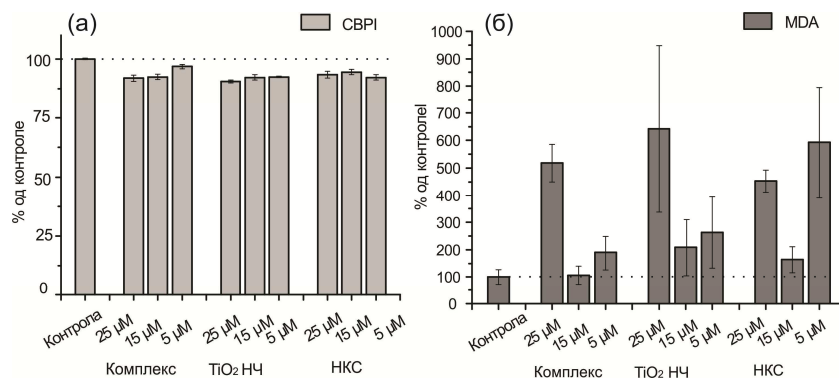 (а)
CBPI
% од контроле
100
75
50
25
0
Контрола
25 µM
15 µM
5 µM
25 µM
15 µM
5 µM
25 µM
15 µM
5 µM
Комплекс
TiO2 НЧ
НКС
(б)
MDA
% од контролеl
1000
900
800
700
600
500
400
300
200
100
0
Контрола
25 µM
15 µM
5 µM
25 µM
15 µM
5 µM
25 µM
15 µM
5 µM
Комплекс
TiO2 НЧ
НКС